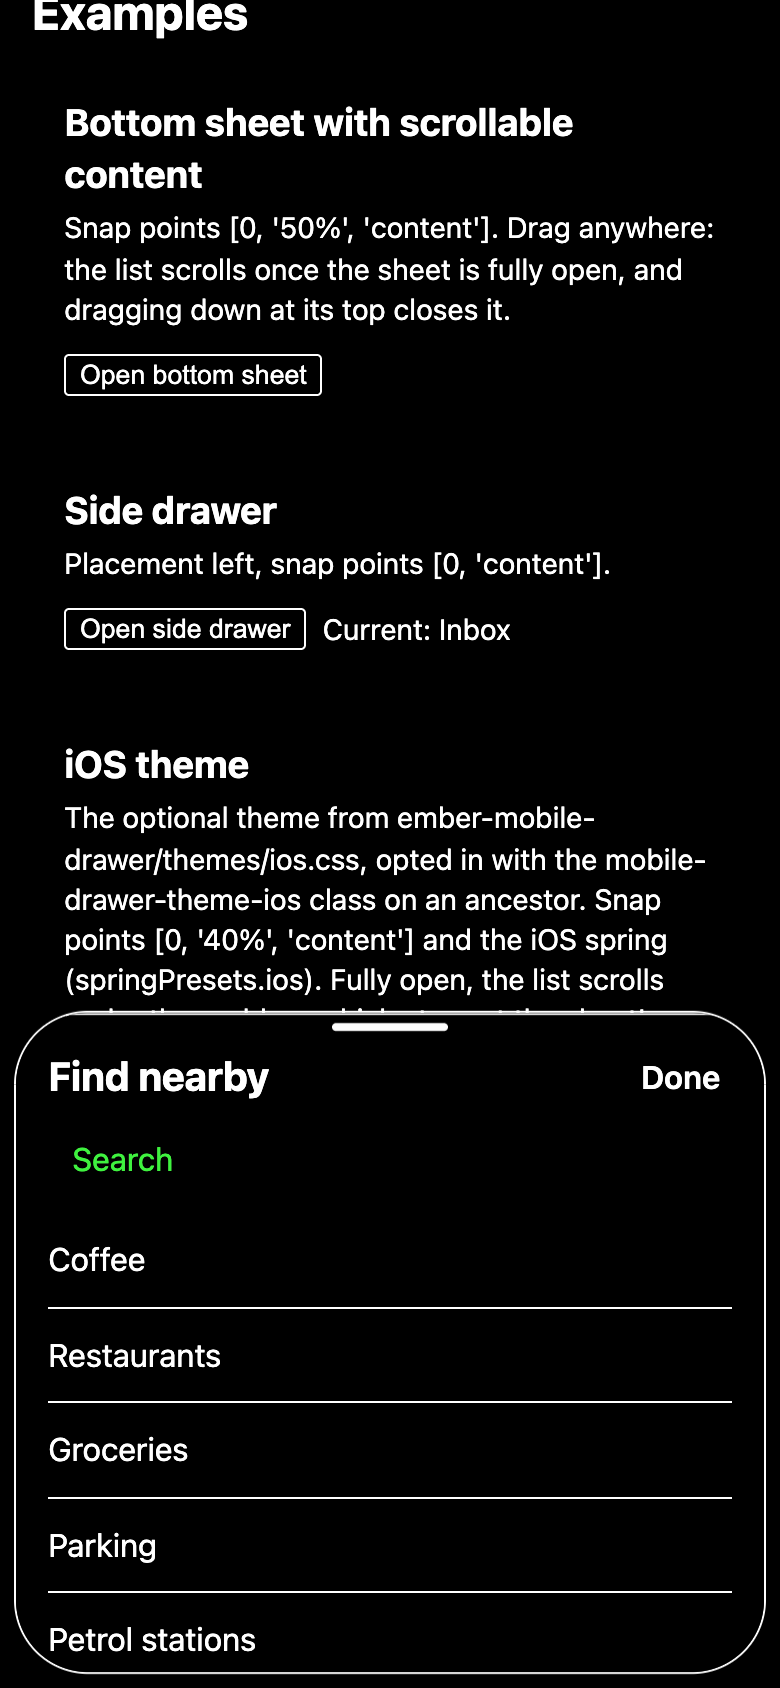 Examples
Bottom sheet with scrollable
content
Snap points [0, '50%', 'content']. Drag anywhere:
the list scrolls once the sheet is fully open, and
dragging down at its top closes it.
Open bottom sheet
Side drawer
Placement left, snap points [0, 'content'].
Open side drawer Current: Inbox
iOS theme
The optional theme from ember-mobile-
drawer/themes/ios.css, opted in with the mobile-
drawer-theme-ios class on an ancestor. Snap
points [0, '40%', 'content'] and the iOS spring
(springPresets.ios). Fully open, the list scrolls
Find nearby Done
Search
Coffee
Restaurants
Groceries
Parking
Petrol stations